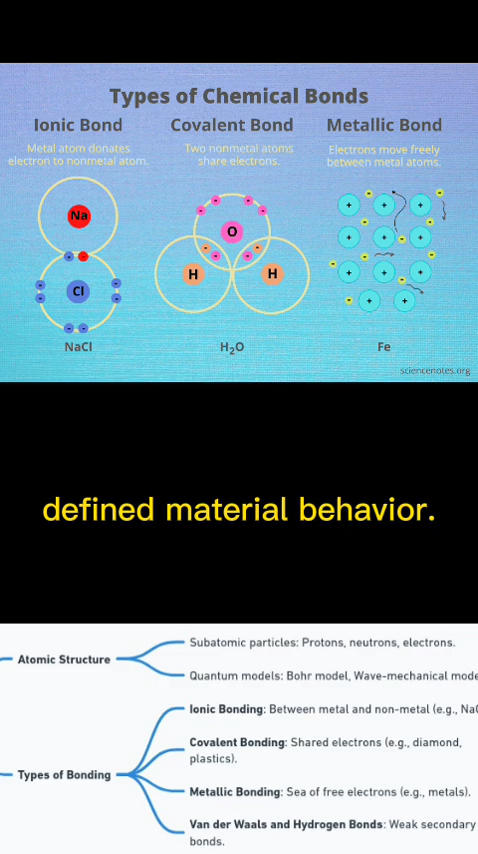 Types of Chemical Bonds
Ionic Bond
Metal atom donates
electron to nonmetal atom.
Na
Cl
NaCl
Covalent Bond
Two nonmetal atoms
share electrons.
O
H H
H₂O
Metallic Bond
Electrons move freely
between metal atoms.
Fe
sciencenotes.org
defined material behavior.
Atomic Structure
Subatomic particles: Protons, neutrons, electrons.
Quantum models: Bohr model, Wave-mechanical mode
Types of Bonding
Ionic Bonding: Between metal and non-metal (e.g., Na
Covalent Bonding: Shared electrons (e.g., diamond,
plastics).
Metallic Bonding: Sea of free electrons (e.g., metals).
Van der Waals and Hydrogen Bonds: Weak secondary
bonds.